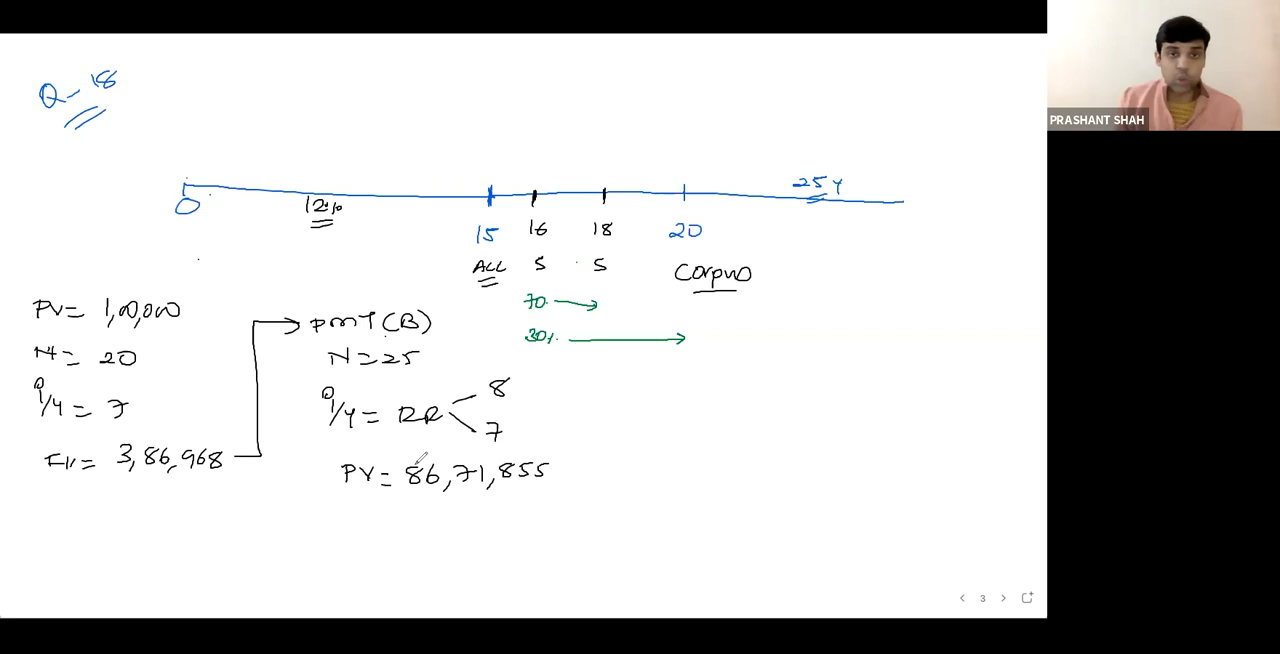 Q-18
PRASHANT SHAH
25Y
12%
0
15 16 18 20
ALL 5 5 Corpus
70% →
30% →
PV= 1,00,000
N= 20
I/Y = 7
FV= 3,86,968
PMT (B)
N=25
I/Y = RR 8
7
PV= 86,71,855
3